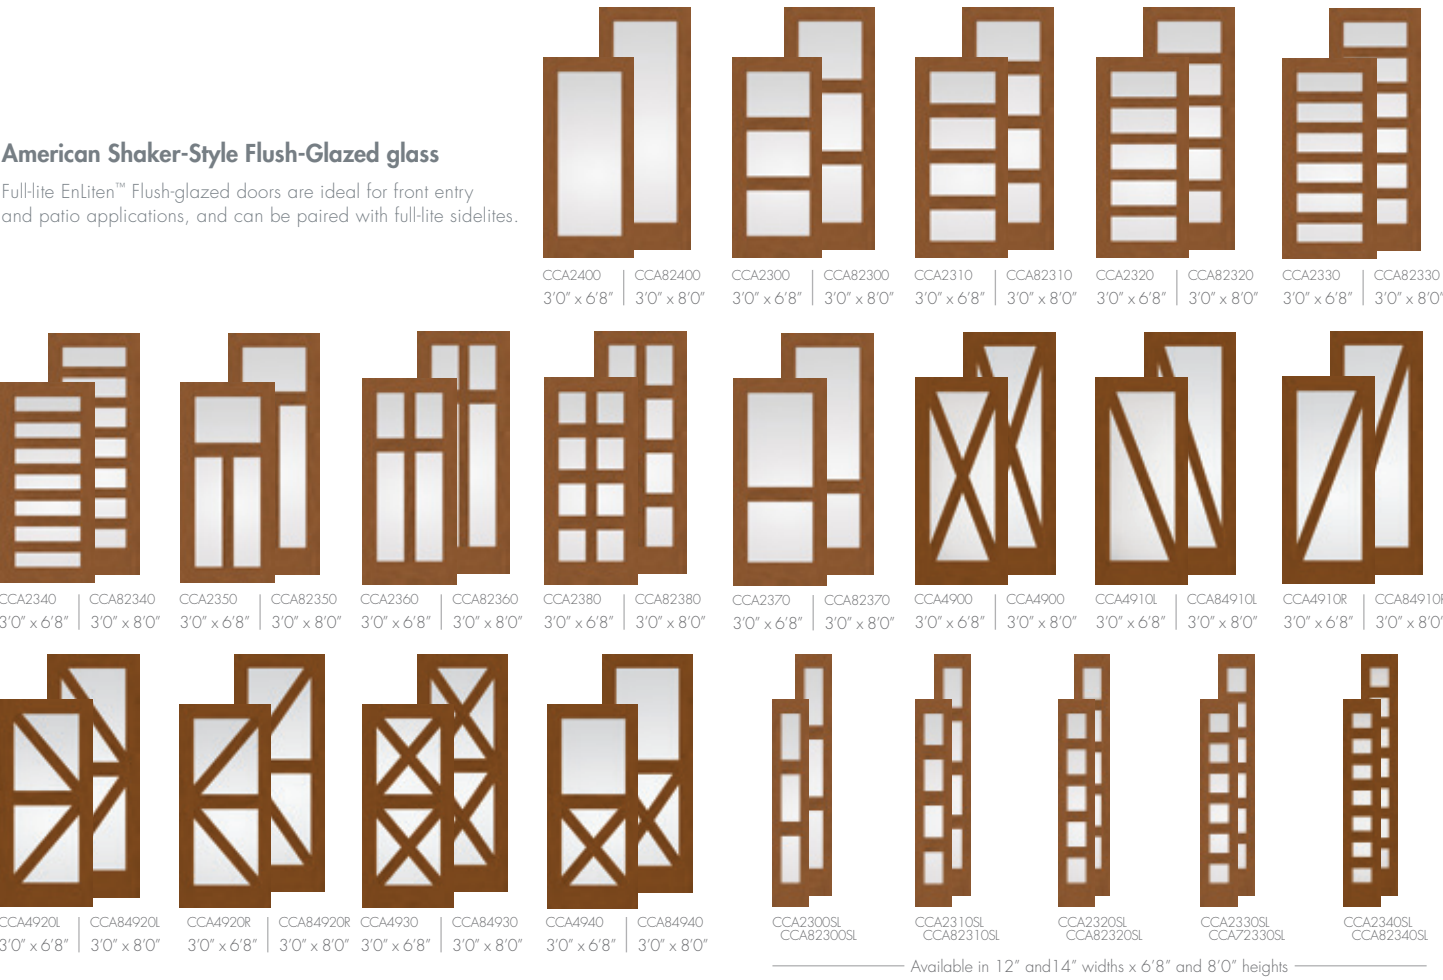 American Shaker-Style Flush-Glazed glass
Full-lite EnLiten™ Flush-glazed doors are ideal for front entry
and patio applications, and can be paired with full-lite sidelites.
CCA2400 CCA82400 CCA2300 CCA82300 CCA2310 CCA82310 CCA2320 CCA82320 CCA2330 CCA82330
3’0” x 6’8” 3’0” x 8’0” 3’0” x 6’8” 3’0” x 8’0” 3’0” x 6’8” 3’0” x 8’0” 3’0” x 6’8” 3’0” x 8’0” 3’0” x 6’8” 3’0” x 8’0”
CCA2340 CCA82340 CCA2350 CCA82350 CCA2360 CCA82360 CCA2380 CCA82380 CCA2370 CCA82370 CCA4900 CCA4900 CCA4910L CCA84910L CCA4910R CCA84910R
3’0” x 6’8” 3’0” x 8’0” 3’0” x 6’8” 3’0” x 8’0” 3’0” x 6’8” 3’0” x 8’0” 3’0” x 6’8” 3’0” x 8’0” 3’0” x 6’8” 3’0” x 8’0” 3’0” x 6’8” 3’0” x 8’0” 3’0” x 6’8” 3’0” x 8’0” 3’0” x 6’8” 3’0” x 8’0”
CCA4920L CCA84920L CCA4920R CCA84920R CCA4930 CCA84930 CCA4940 CCA84940 CCA2300SL CCA2310SL CCA2320SL CCA2330SL CCA2340SL
CCA82300SL CCA82310SL CCA82320SL CCA72330SL CCA82340SL
3’0” x 6’8” 3’0” x 8’0” 3’0” x 6’8” 3’0” x 8’0” 3’0” x 6’8” 3’0” x 8’0” 3’0” x 6’8” 3’0” x 8’0”
Available in 12” and14” widths x 6’8” and 8’0” heights